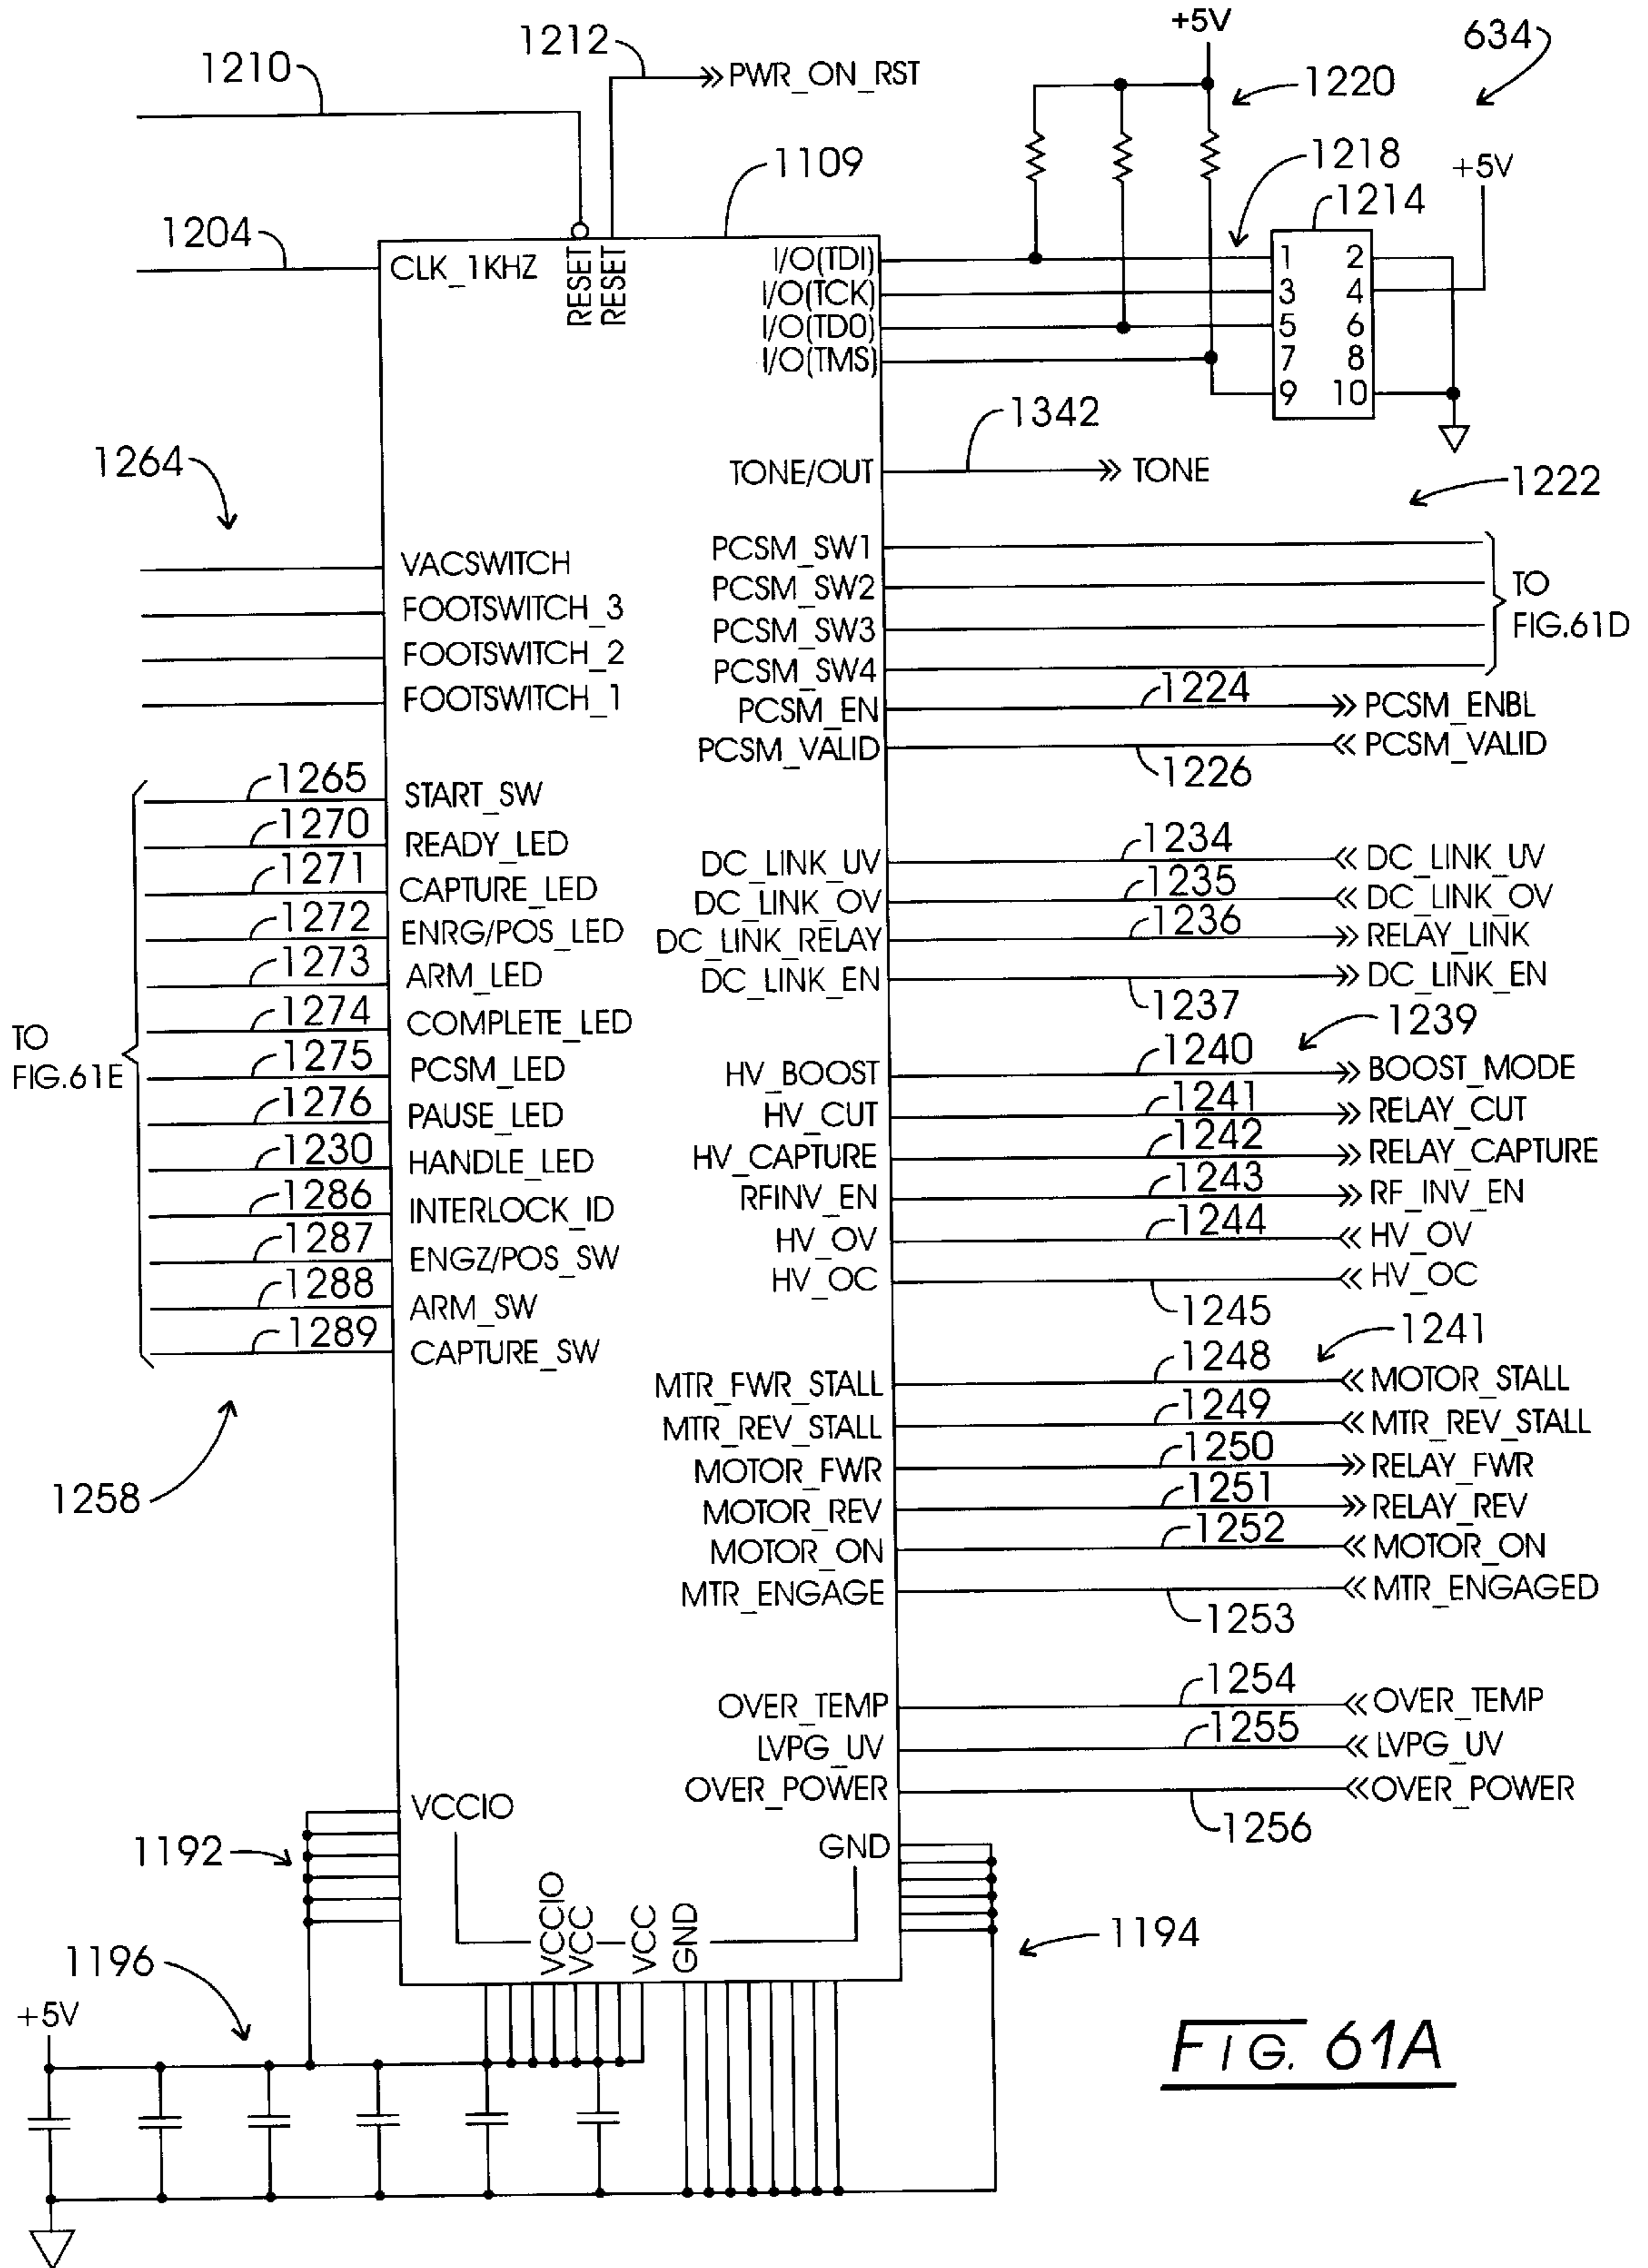 +5V
634
1212
PWR_ON_RST
1210
1220
1109
1218
+5V
1214
1204
CLK_1KHZ
RESET
RESET
I/O(TDI)
1 2
I/O(TCK)
3 4
I/O(TD0)
5 6
I/O(TMS)
7 8
9 10
1342
1264
TONE/OUT
TONE
1222
VACSWITCH
FOOTSWITCH_3
FOOTSWITCH_2
FOOTSWITCH_1
PCSM_SW1
PCSM_SW2
PCSM_SW3
PCSM_SW4
TO
FIG.61D
PCSM_EN
1224
PCSM_ENBL
PCSM_VALID
1226
PCSM_VALID
1265
START_SW
1270
READY_LED
1271
CAPTURE_LED
1272
ENRG/POS_LED
1273
ARM_LED
1274
COMPLETE_LED
1275
PCSM_LED
1276
PAUSE_LED
1230
HANDLE_LED
1286
INTERLOCK_ID
1287
ENGZ/POS_SW
1288
ARM_SW
1289
CAPTURE_SW
TO
FIG.61E
1258
DC_LINK_UV
1234
DC_LINK_UV
DC_LINK_OV
1235
DC_LINK_OV
DC_LINK_RELAY
1236
RELAY_LINK
DC_LINK_EN
1237
DC_LINK_EN
1239
HV_BOOST
1240
BOOST_MODE
HV_CUT
1241
RELAY_CUT
HV_CAPTURE
1242
RELAY_CAPTURE
RFINV_EN
1243
RF_INV_EN
HV_OV
1244
HV_OV
HV_OC
1245
HV_OC
1241
MTR_FWR_STALL
1248
MOTOR_STALL
MTR_REV_STALL
1249
MTR_REV_STALL
MOTOR_FWR
1250
RELAY_FWR
MOTOR_REV
1251
RELAY_REV
MOTOR_ON
1252
MOTOR_ON
MTR_ENGAGE
1253
MTR_ENGAGED
OVER_TEMP
1254
OVER_TEMP
LVPG_UV
1255
LVPG_UV
OVER_POWER
1256
OVER_POWER
VCCIO
1192
GND
VCCIO
VCC
VCC
GND
1194
1196
+5V
FIG. 61A